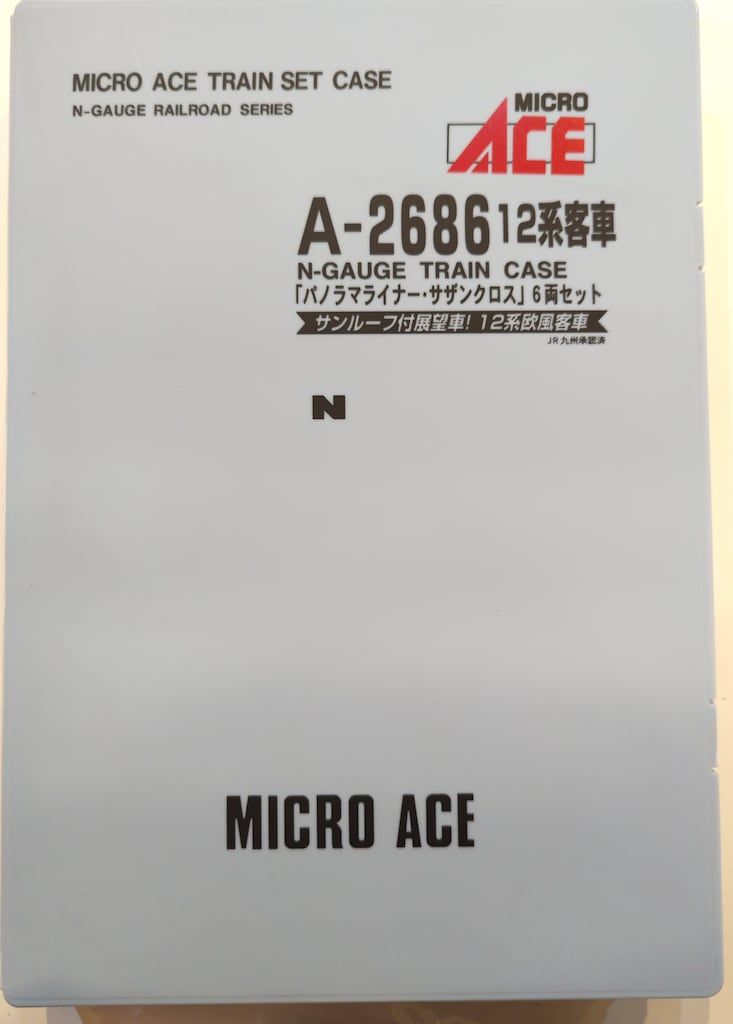 MICRO ACE TRAIN SET CASE
N-GAUGE RAILROAD SERIES
MICRO
ACE
A-2686 12系客車
N-GAUGE TRAIN CASE
「パノラマライナー・サザンクロス」6両セット
サンルーフ付展望車! 12系欧風客車
JR九州承認済
N
MICRO ACE